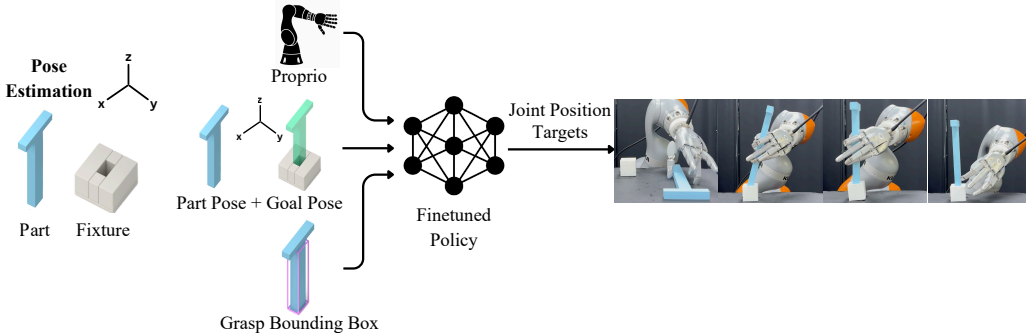 Pose
Estimation
z
x
y
Part
Fixture
Proprio
z
x
y
Part Pose + Goal Pose
Grasp Bounding Box
Finetuned
Policy
Joint Position
Targets